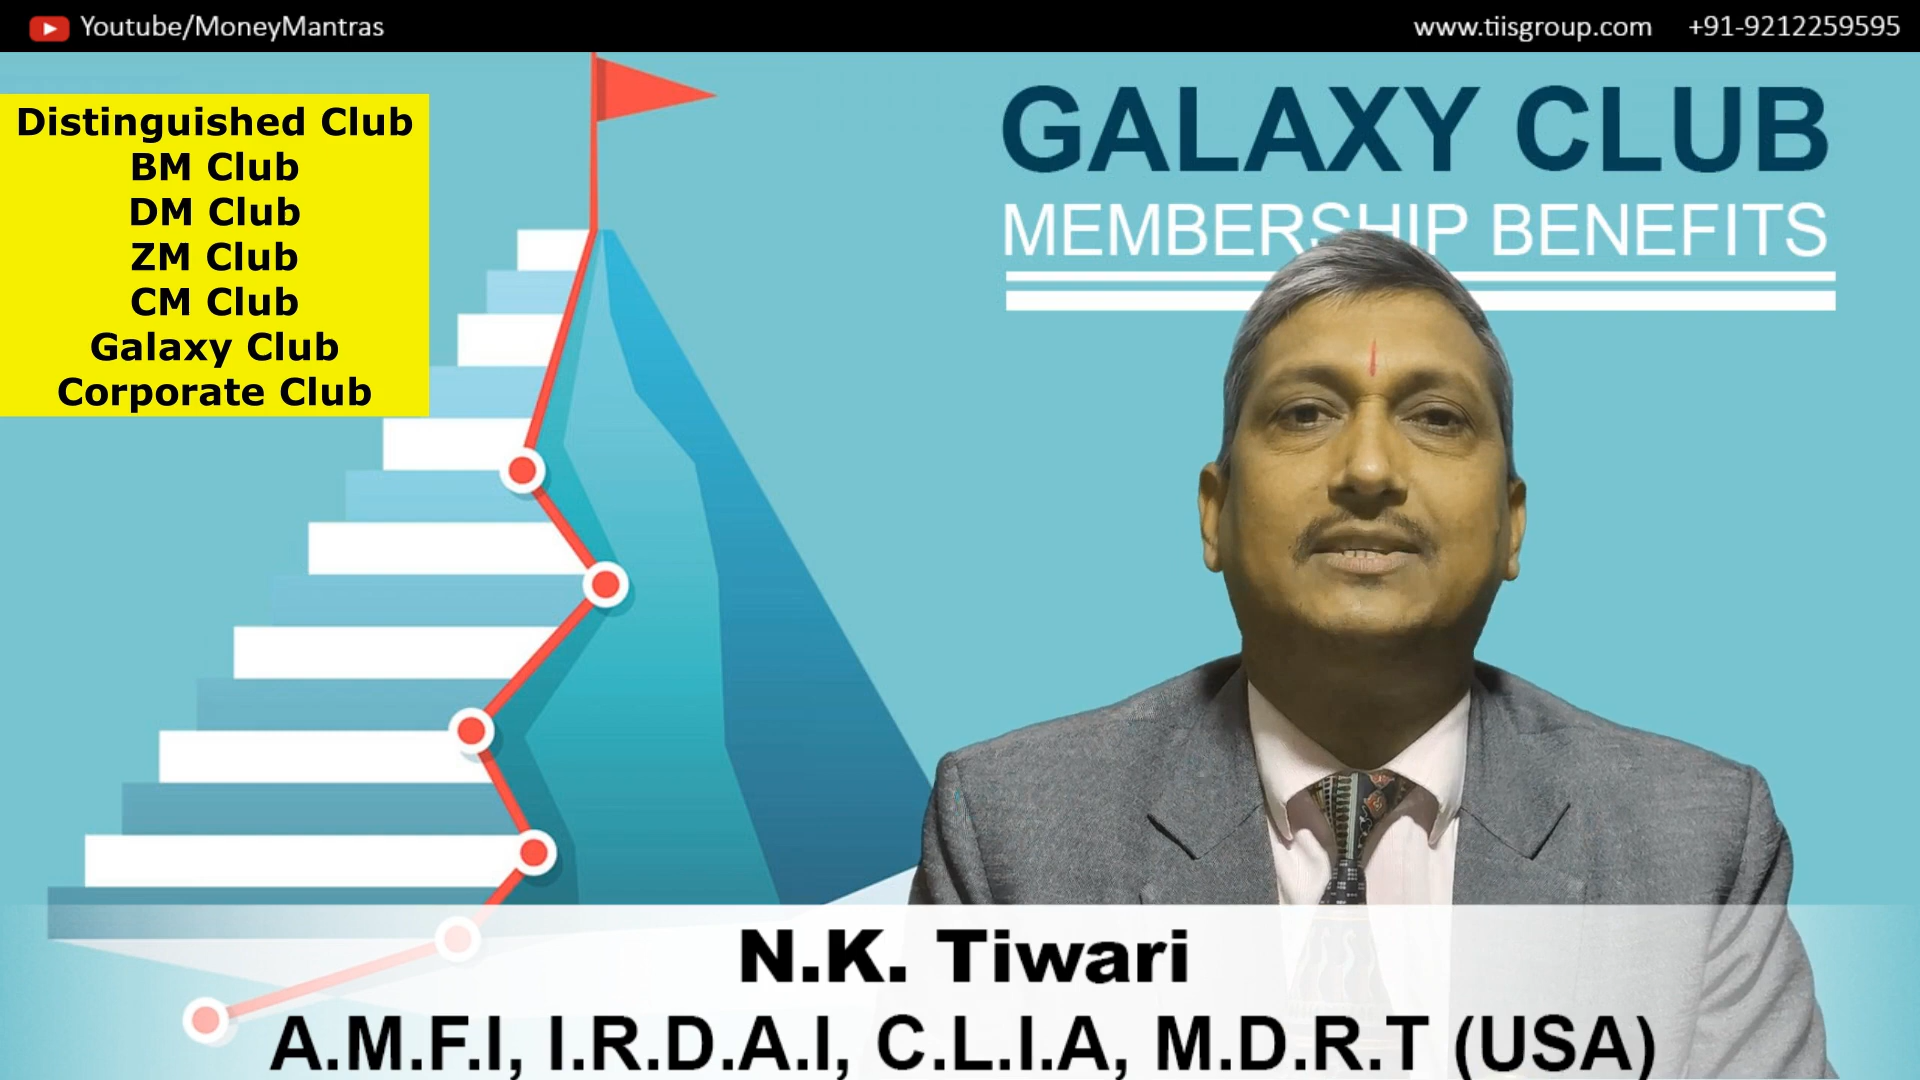 Youtube/MoneyMantras
www.tiisgroup.com +91-9212259595
Distinguished Club
BM Club
DM Club
ZM Club
CM Club
Galaxy Club
Corporate Club
GALAXY CLUB
MEMBERSHIP BENEFITS
N.K. Tiwari
A.M.F.I, I.R.D.A.I, C.L.I.A, M.D.R.T (USA)